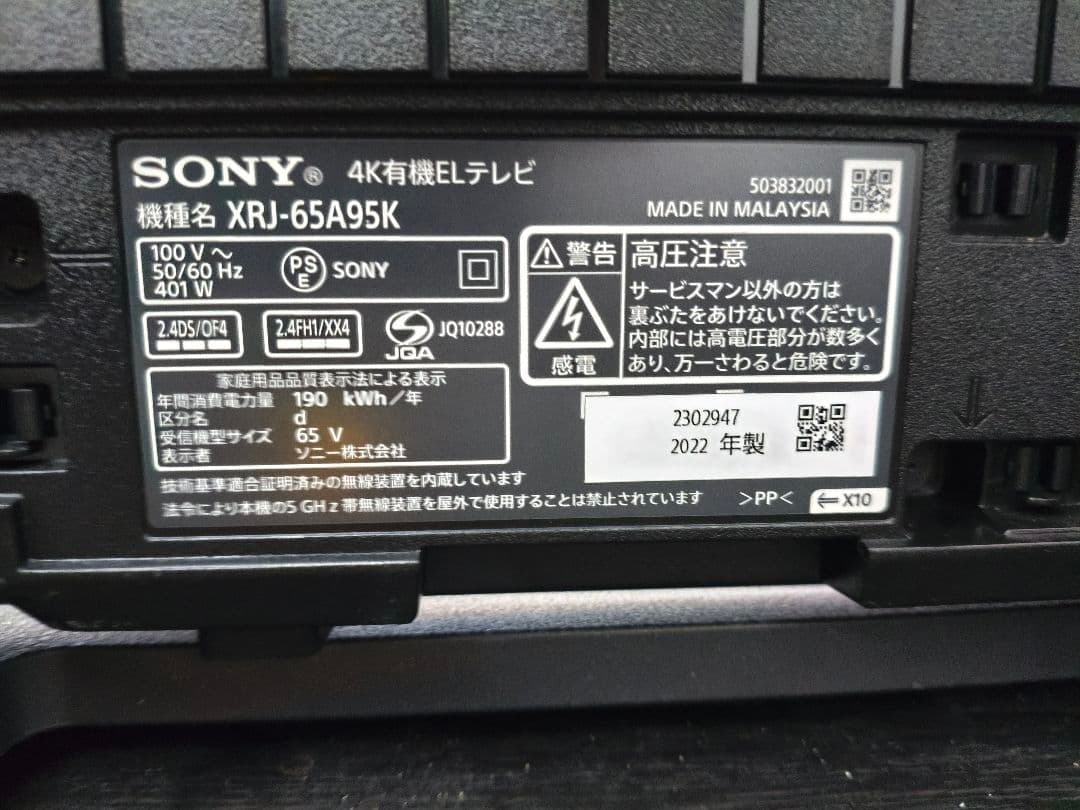 SONY® 4K有機ELテレビ
機種名 XRJ-65A95K
503832001
MADE IN MALAYSIA
100 V ～
50/60 Hz
401 W
PS
E
SONY
2.4DS/OF4
2.4FH1/XX4
JQA
JQ10288
家庭用品品質表示法による表示
年間消費電力量 190 kWh／年
区分名 d
受信機型サイズ 65 V
表示者 ソニー株式会社
警告
感電
高圧注意
サービスマン以外の方は
裏ぶたをあけないでください。
内部には高電圧部分が数多く
あり、万一さわると危険です。
2302947
2022 年製
技術基準適合証明済みの無線装置を内蔵しています
法令により本機の5 GHz帯無線装置を屋外で使用することは禁止されています
>PP<
⇐ X10